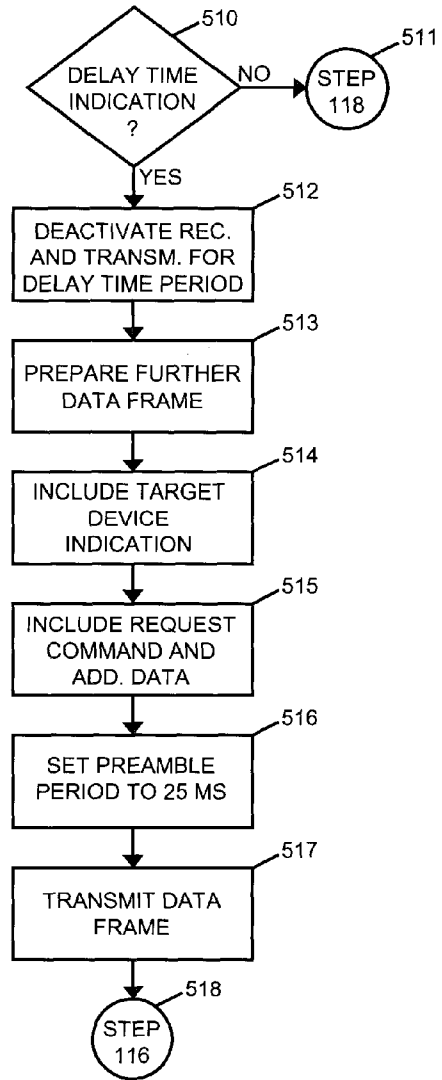 510
DELAY TIME
INDICATION
?
NO
STEP
118
511
YES
512
DEACTIVATE REC.
AND TRANSM. FOR
DELAY TIME PERIOD
513
PREPARE FURTHER
DATA FRAME
514
INCLUDE TARGET
DEVICE
INDICATION
515
INCLUDE REQUEST
COMMAND AND
ADD. DATA
516
SET PREAMBLE
PERIOD TO 25 MS
517
TRANSMIT DATA
FRAME
518
STEP
116